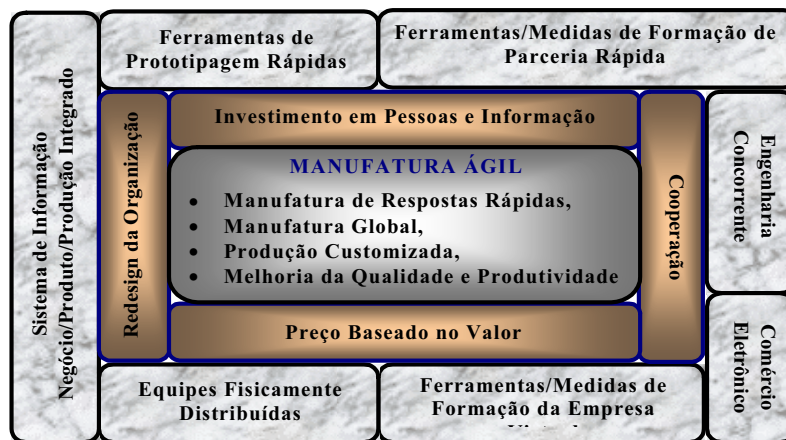 Ferramentas de
Prototipagem Rápidas
Ferramentas/Medidas de Formação de
Parceria Rápida
Sistema de Informação
Negócio/Produto/Produção Integrado
Redesign da Organização
Investimento em Pessoas e Informação
MANUFATURA ÁGIL
• Manufatura de Respostas Rápidas,
• Manufatura Global,
• Produção Customizada,
• Melhoria da Qualidade e Produtividade
Cooperação
Engenharia
Concorrente
Preço Baseado no Valor
Comércio
Eletrônico
Equipes Fisicamente
Distribuídas
Ferramentas/Medidas de
Formação da Empresa